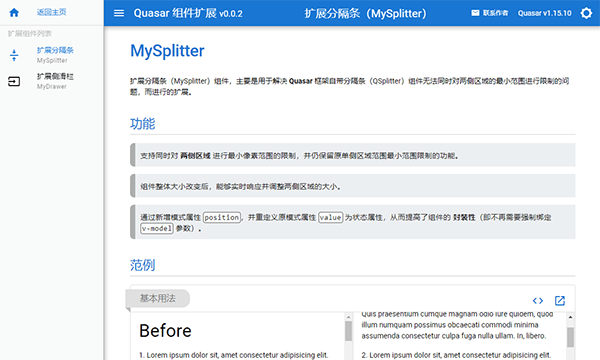 返回主页
扩展组件列表
扩展分隔条
MySplitter
扩展侧滑栏
MyDrawer
Quasar 组件扩展 v0.0.2
扩展分隔条（MySplitter）
联系作者
Quasar v1.15.10
MySplitter
扩展分隔条（MySplitter）组件，主要是用于解决 Quasar 框架自带分隔条（QSplitter）组件无法同时对两侧区域的最小范围进行限制的问
题，而进行的扩展。
功能
支持同时对 两侧区域 进行最小像素范围的限制，并仍保留原单侧区域范围最小范围限制的功能。
组件整体大小改变后，能够实时响应并调整两侧区域的大小。
通过新增模式属性 position，并重定义原模式属性 value 为状态属性，从而提高了组件的 封装性（即不再需要强制绑定
v-model 参数）。
范例
基本用法
Before
1. Lorem ipsum dolor sit, amet consectetur adipisicing elit.
Quis praesentium cumque magnam odio iure quidem, quod
illum numquam possimus obcaecati commodi minima
assumenda consectetur culpa fuga nulla ullam. In, libero.
2. Lorem ipsum dolor sit, amet consectetur adipisicing elit.